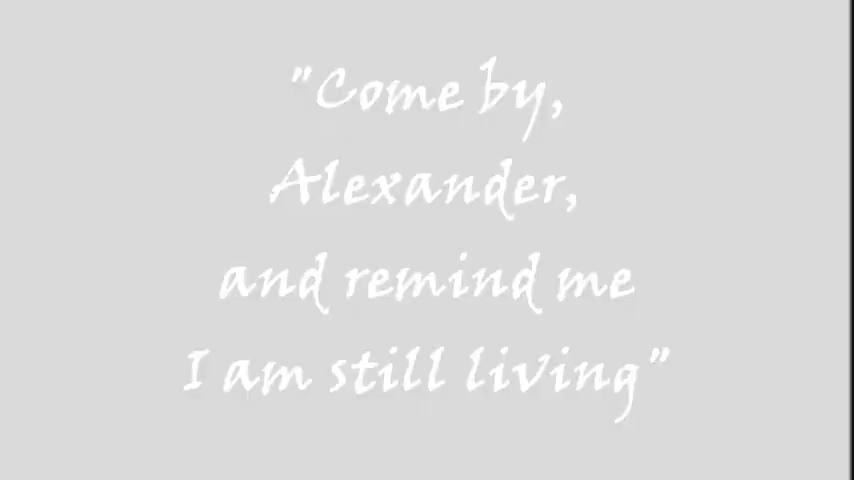 "Come by,
Alexander,
and remind me
I am still living"